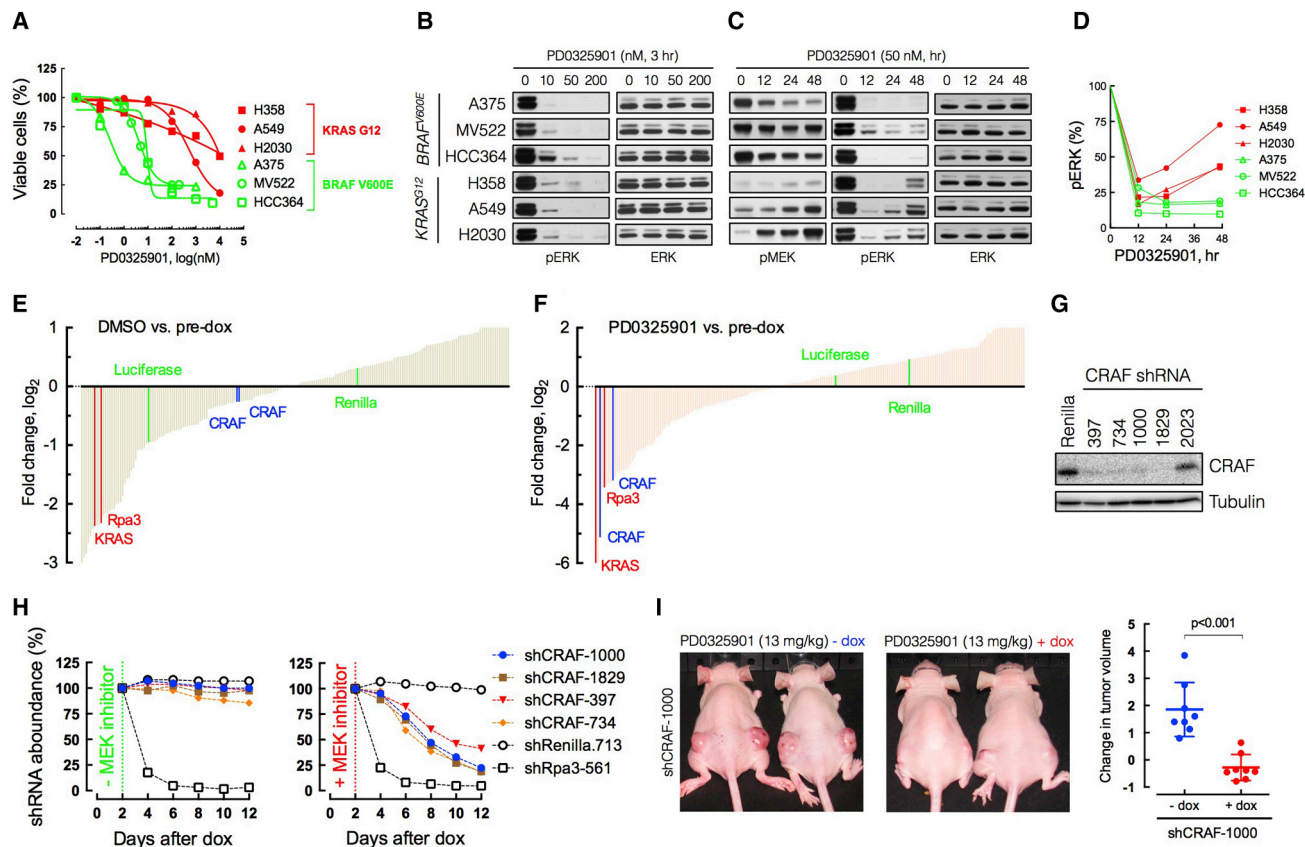 A
Viable cells (%)
125
100
75
50
25
0
-2 -1 0 1 2 3 4 5
PD0325901, log(nM)
H358
A549
H2030
A375
MV522
HCC364
KRAS G12
BRAF V600E
B
PD0325901 (nM, 3 hr)
0 10 50 200 0 10 50 200
BRAFV600E
KRASG12
A375
MV522
HCC364
H358
A549
H2030
pERK ERK
C
PD0325901 (50 nM, hr)
0 12 24 48 0 12 24 48 0 12 24 48
pMEK pERK ERK
D
pERK (%)
100
75
50
25
0
0 12 24 36 48
PD0325901, hr
H358
A549
H2030
A375
MV522
HCC364
E
DMSO vs. pre-dox
Fold change, log2
1
0
-1
-2
-3
Luciferase
CRAF
CRAF
Renilla
Rpa3
KRAS
F
PD0325901 vs. pre-dox
Fold change, log2
2
0
-2
-4
-6
Luciferase
Renilla
CRAF
Rpa3
CRAF
KRAS
G
CRAF shRNA
Renilla 397 734 1000 1829 2023
CRAF
Tubulin
H
shRNA aboundance (%)
125
100
75
50
25
0
- MEK inhibitor
0 2 4 6 8 10 12
Days after dox
125
100
75
50
25
0
+ MEK inhibitor
0 2 4 6 8 10 12
Days after dox
shCRAF-1000
shCRAF-1829
shCRAF-397
shCRAF-734
shRenilla.713
shRpa3-561
I
PD0325901 (13 mg/kg) - dox
PD0325901 (13 mg/kg) + dox
shCRAF-1000
Change in tumor volume
5
4
3
2
1
0
-1
p<0.001
- dox + dox
shCRAF-1000